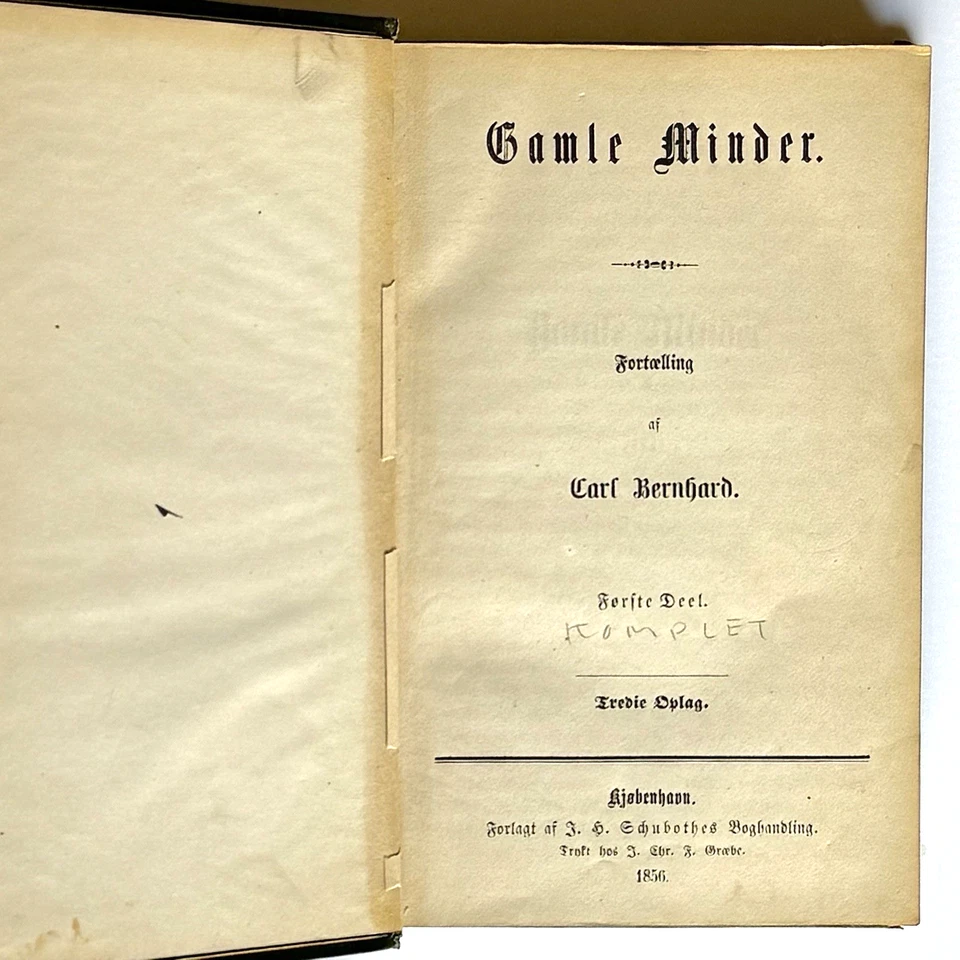 Gamle Minder.
Fortælling
af
Carl Bernhard.
Første Deel.
KOMPLET
Tredie Oplag.
Kjøbenhavn.
Forlagt af J. H. Schubothes Boghandling.
Trykt hos J. Chr. F. Græbe.
1856.